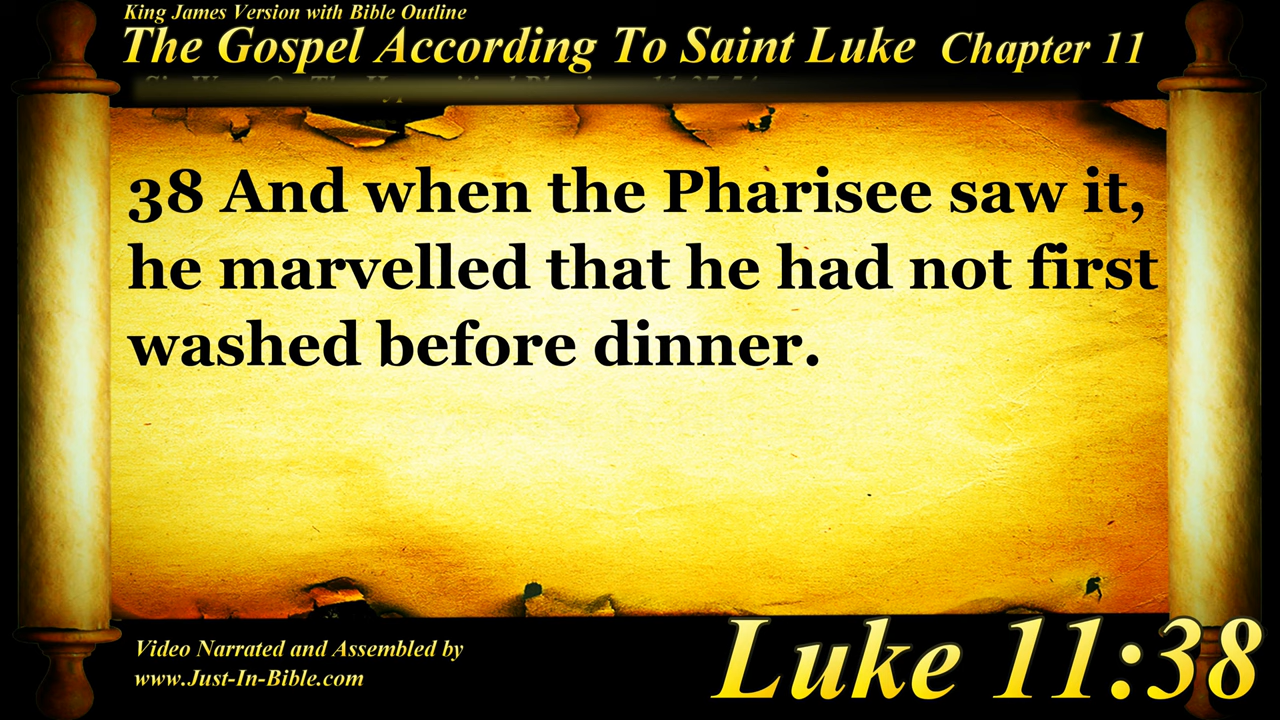 King James Version with Bible Outline
The Gospel According To Saint Luke Chapter 11
38 And when the Pharisee saw it,
he marvelled that he had not first
washed before dinner.
Video Narrated and Assembled by
www.Just-In-Bible.com
Luke 11:38